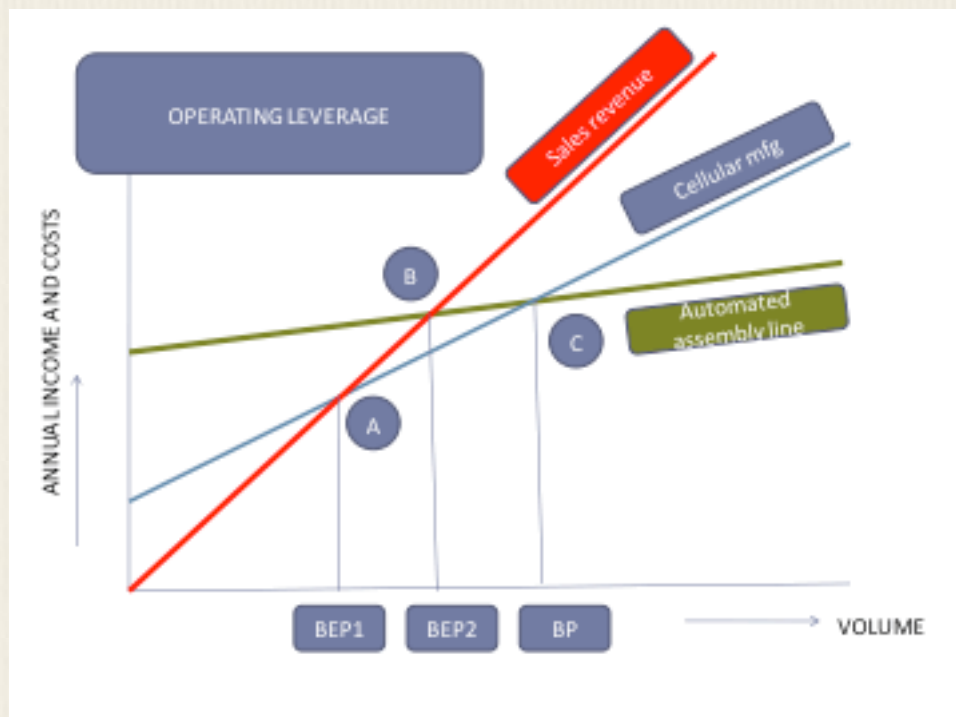 OPERATING LEVERAGE
Sales revenue
Cellular mfg
ANNUAL INCOME AND COSTS
B
Automated
assembly line
C
A
BEP1
BEP2
BP
VOLUME